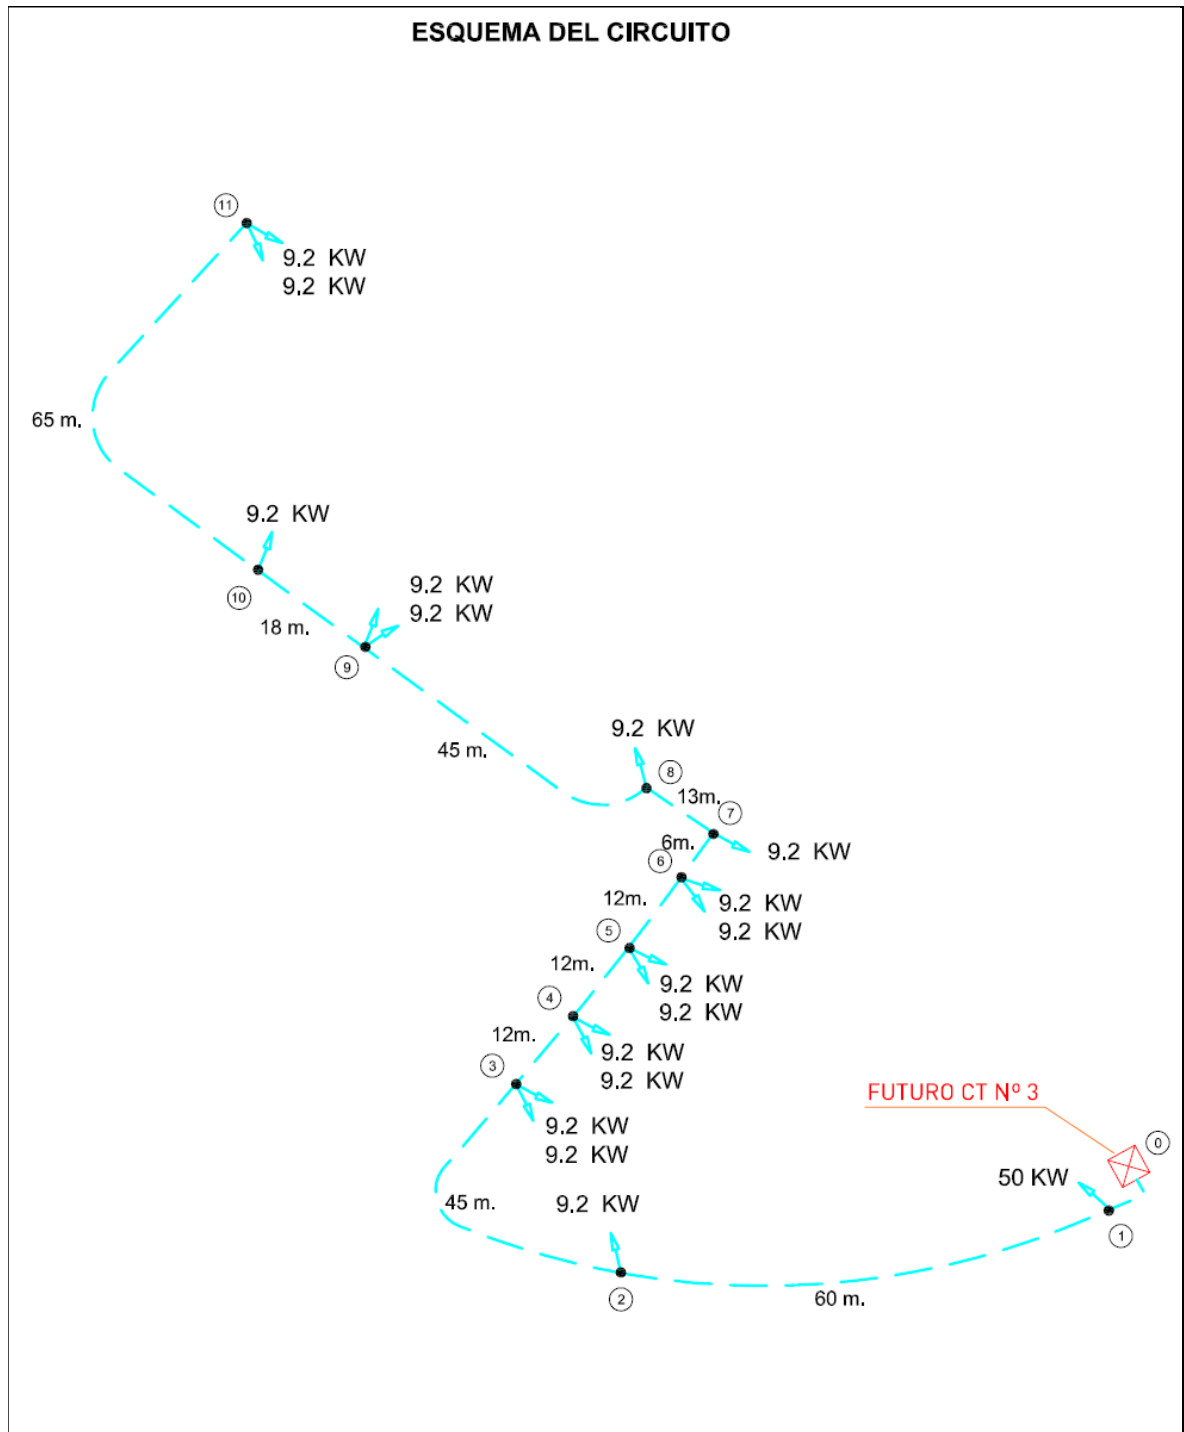 ESQUEMA DEL CIRCUITO
11
9.2 KW
9.2 KW
65 m.
9.2 KW
10
18 m.
9.2 KW
9.2 KW
9
45 m.
9.2 KW
8
13m.
7
6m.
9.2 KW
6
12m.
9.2 KW
9.2 KW
5
12m.
9.2 KW
9.2 KW
4
12m.
9.2 KW
9.2 KW
3
9.2 KW
9.2 KW
FUTURO CT Nº 3
0
50 KW
45 m.
9.2 KW
1
2
60 m.